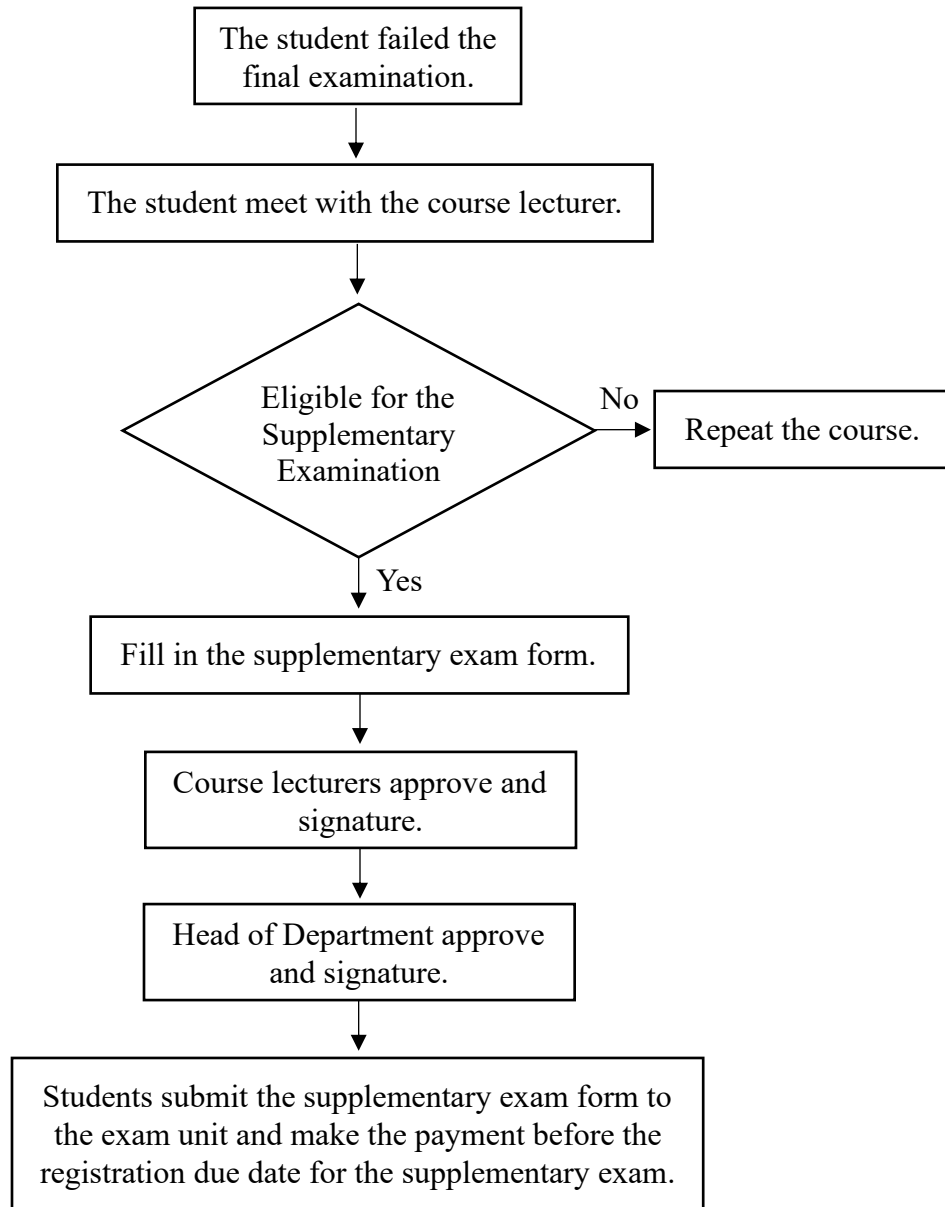 The student failed the
final examination.
The student meet with the course lecturer.
Eligible for the
Supplementary
Examination
No
Repeat the course.
Yes
Fill in the supplementary exam form.
Course lecturers approve and
signature.
Head of Department approve
and signature.
Students submit the supplementary exam form to
the exam unit and make the payment before the
registration due date for the supplementary exam.